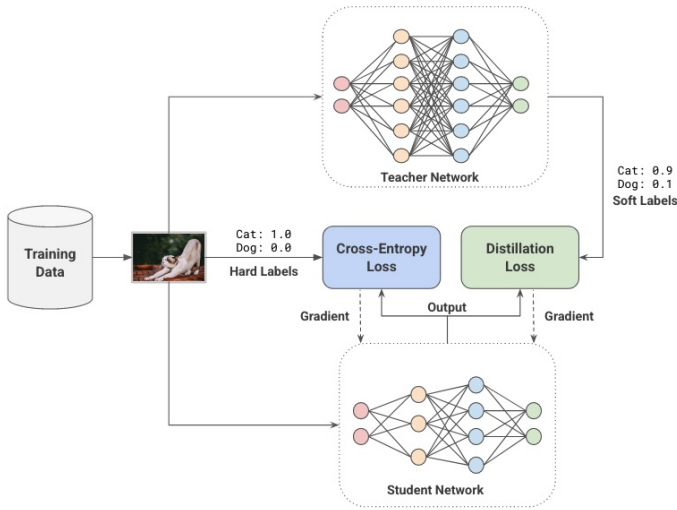 Teacher Network
Cat: 0.9
Dog: 0.1
Soft Labels
Training
Data
Cat: 1.0
Dog: 0.0
Hard Labels
Cross-Entropy
Loss
Distillation
Loss
Gradient
Output
Gradient
Student Network